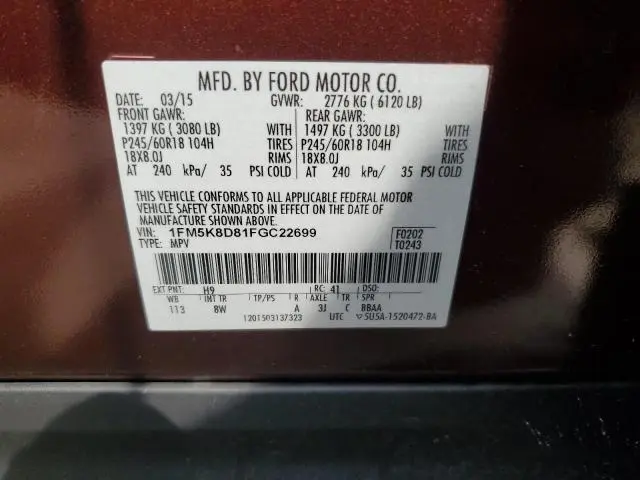 MFD. BY FORD MOTOR CO.
DATE: 03/15 GVWR: 2776 KG ( 6120 LB)
FRONT GAWR: REAR GAWR:
1397 KG ( 3080 LB) WITH 1497 KG ( 3300 LB) WITH
P245/60R18 104H TIRES P245/60R18 104H TIRES
18X8.0J RIMS 18X8.0J RIMS
AT 240 kPa/ 35 PSI COLD AT 240 kPa/ 35 PSI COLD
THIS VEHICLE CONFORMS TO ALL APPLICABLE FEDERAL MOTOR
VEHICLE SAFETY STANDARDS IN EFFECT ON THE DATE OF
MANUFACTURE SHOWN ABOVE.
VIN: 1FM5K8D81FGC22699 F0202
TYPE: MPV T0243
EXT PNT: H9 RC: 41 DSO:
WB INT TR TP/PS R AXLE TR SPR
113 8W A 3J C BBAA
1201503137323 UTC 5U5A-1520472-BA